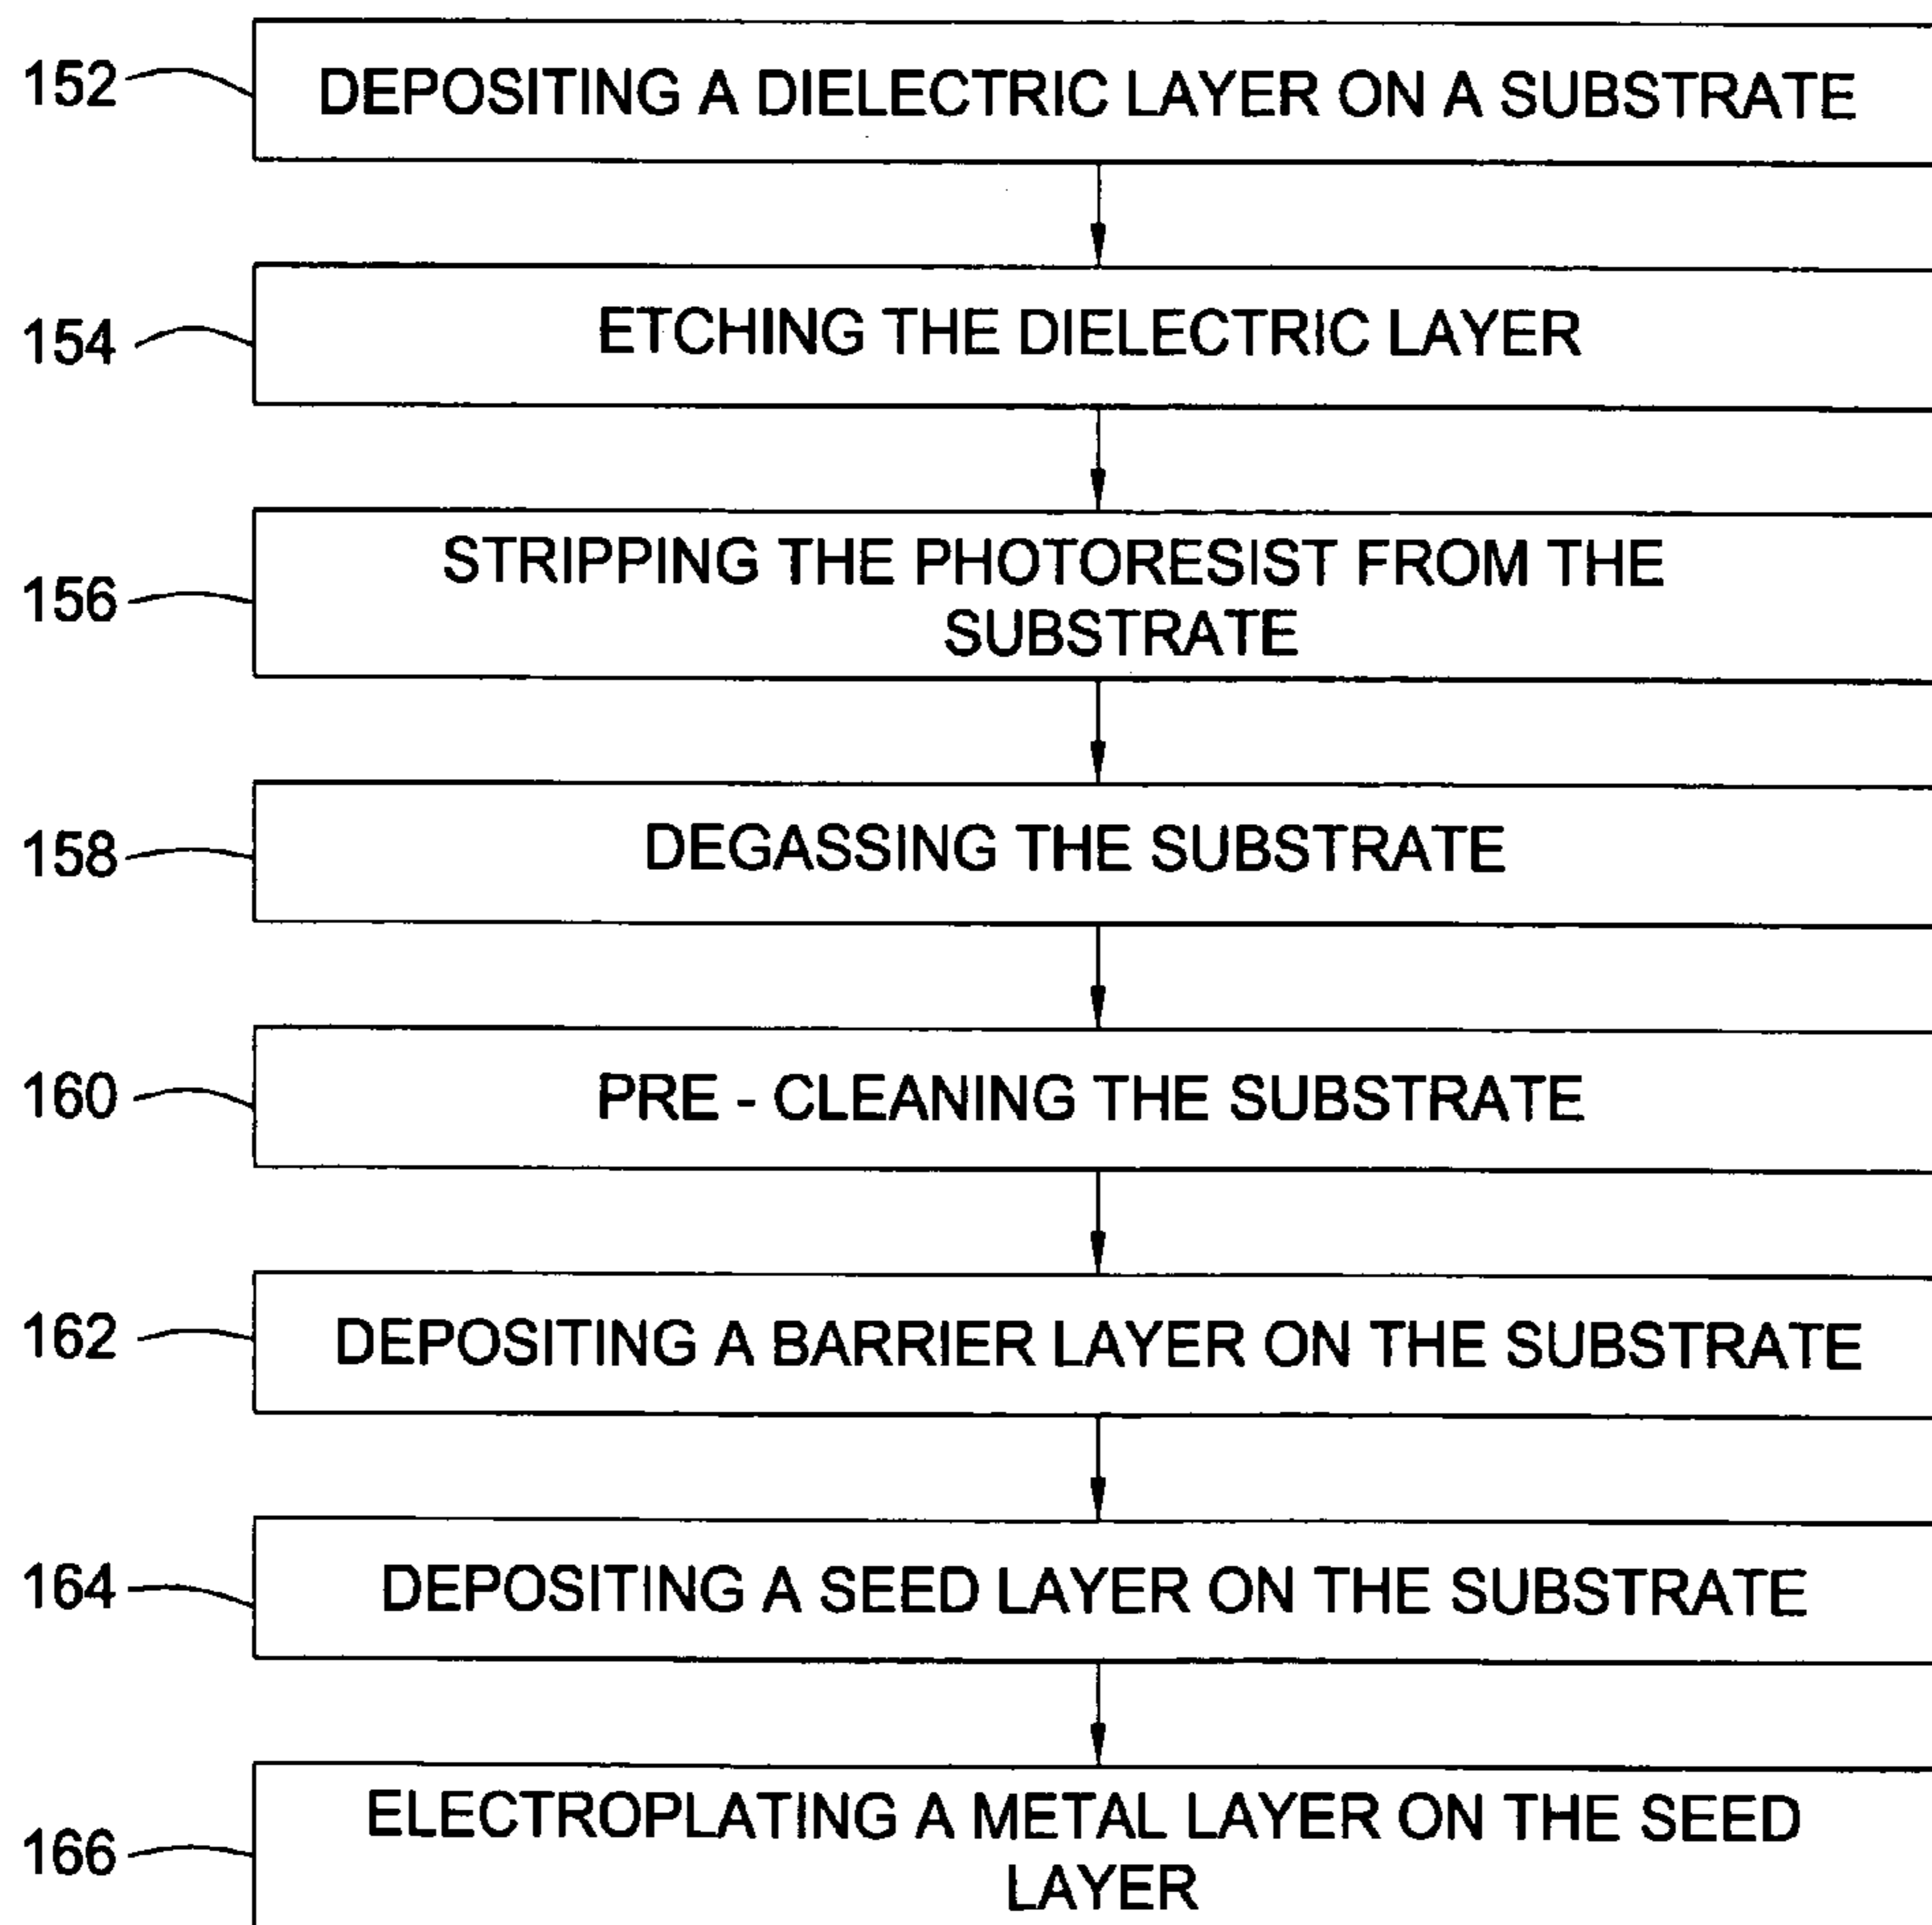 152
DEPOSITING A DIELECTRIC LAYER ON A SUBSTRATE
154
ETCHING THE DIELECTRIC LAYER
156
STRIPPING THE PHOTORESIST FROM THE
SUBSTRATE
158
DEGASSING THE SUBSTRATE
160
PRE - CLEANING THE SUBSTRATE
162
DEPOSITING A BARRIER LAYER ON THE SUBSTRATE
164
DEPOSITING A SEED LAYER ON THE SUBSTRATE
166
ELECTROPLATING A METAL LAYER ON THE SEED
LAYER